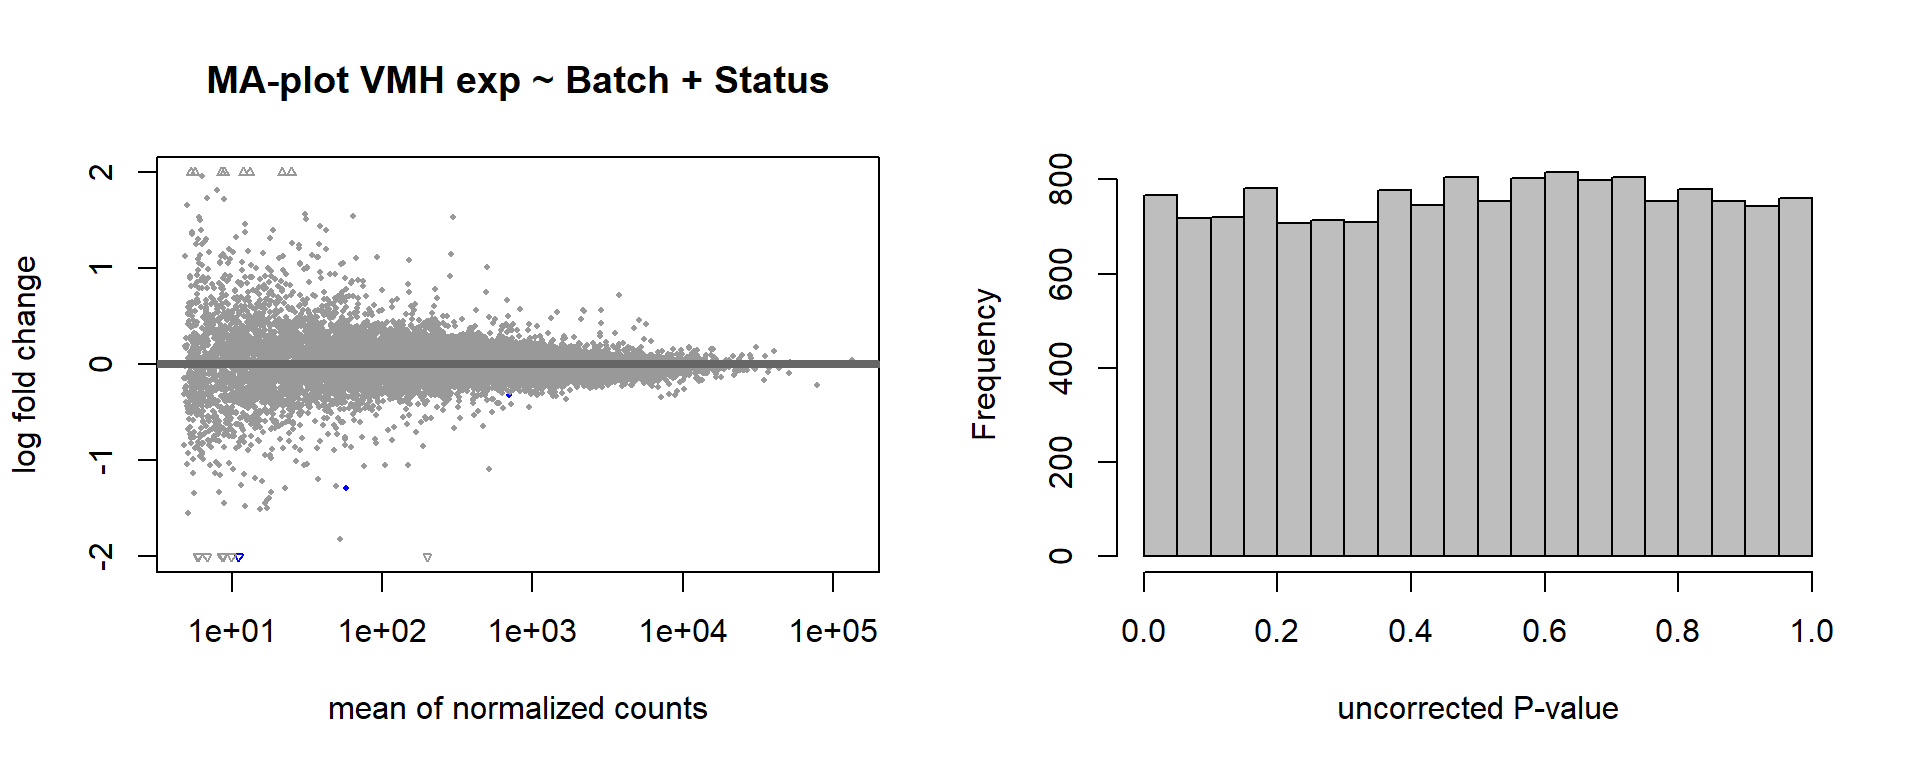 MA-plot VMH exp ~ Batch + Status
log fold change
2
1
0
-1
-2
1e+01 1e+02 1e+03 1e+04 1e+05
mean of normalized counts
Frequency
800
600
400
200
0
0.0 0.2 0.4 0.6 0.8 1.0
uncorrected P-value